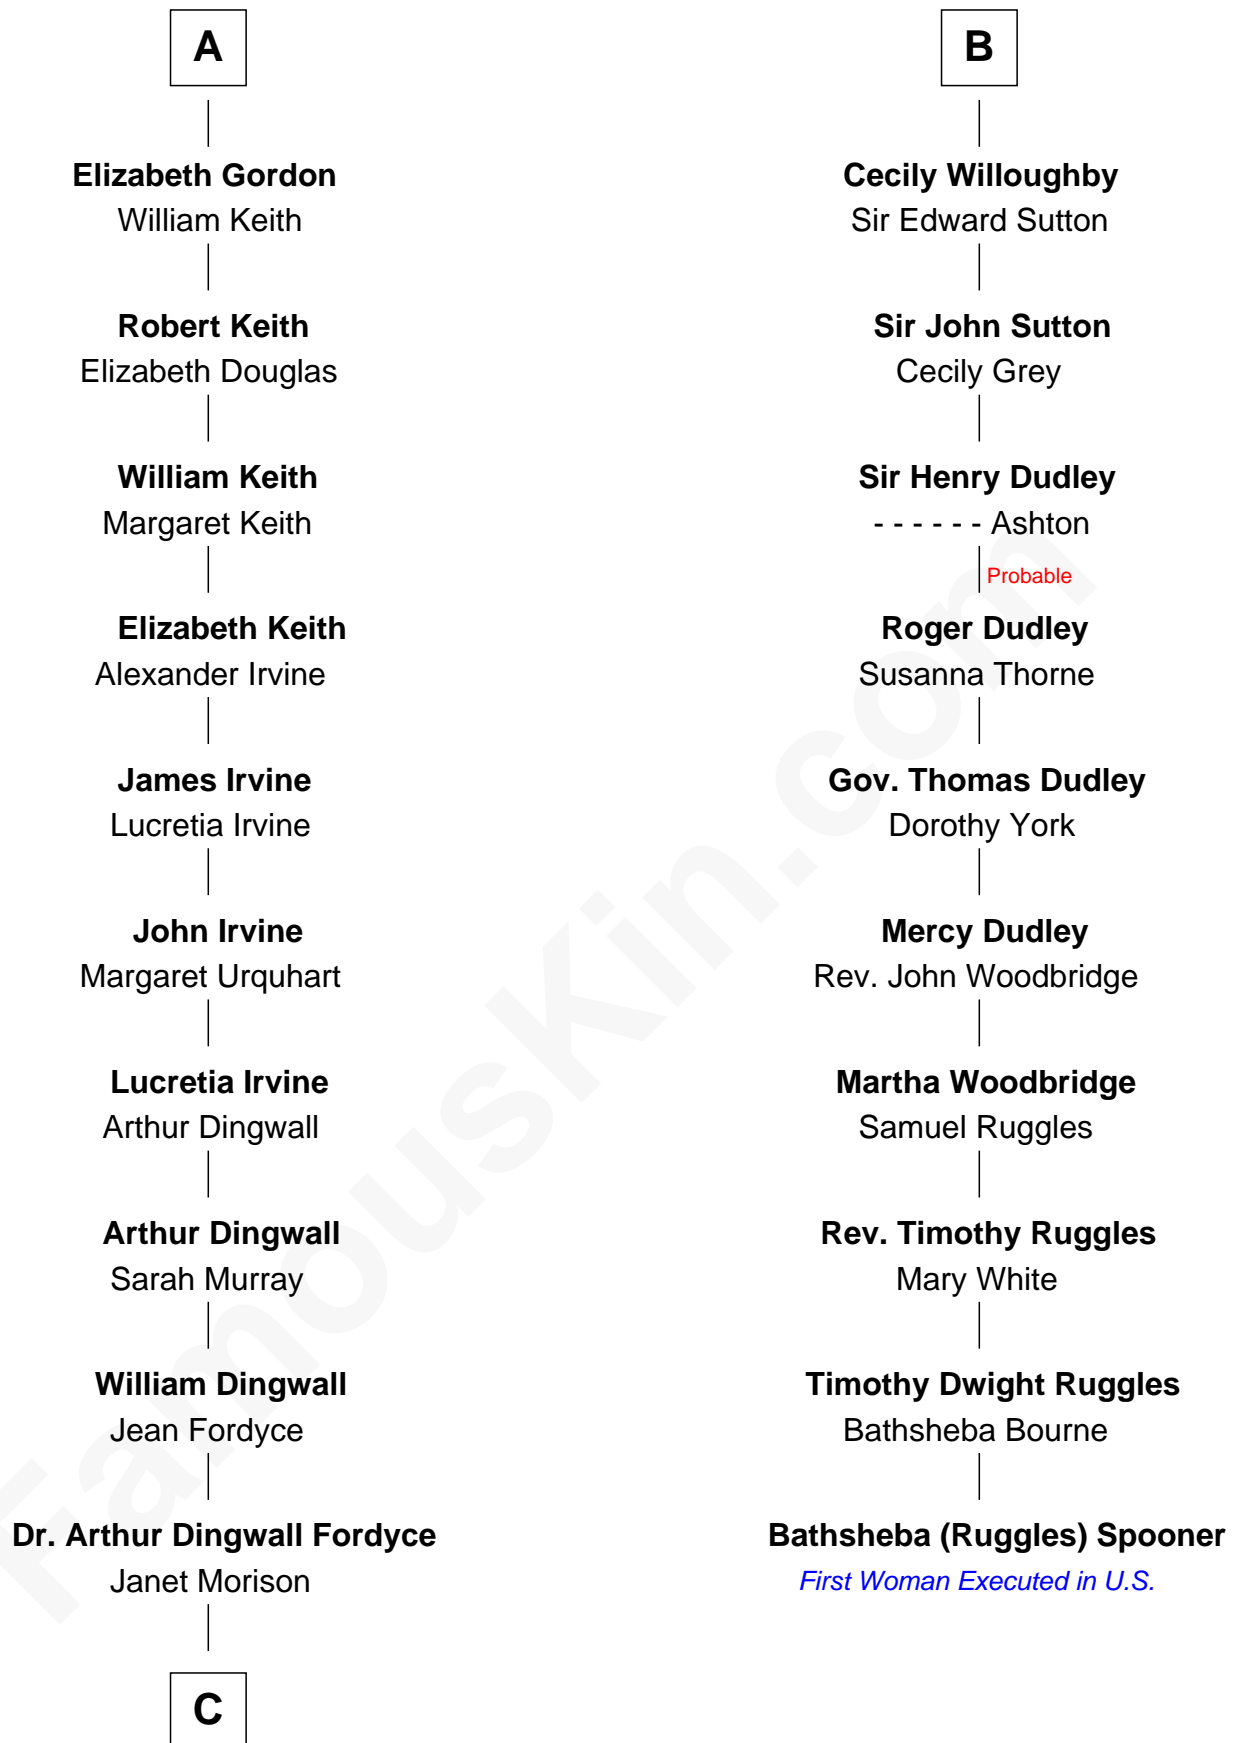 A
Elizabeth Gordon
William Keith
Robert Keith
Elizabeth Douglas
William Keith
Margaret Keith
Elizabeth Keith
Alexander Irvine
James Irvine
Lucretia Irvine
John Irvine
Margaret Urquhart
Lucretia Irvine
Arthur Dingwall
Arthur Dingwall
Sarah Murray
William Dingwall
Jean Fordyce
Dr. Arthur Dingwall Fordyce
Janet Morison
C
B
Cecily Willoughby
Sir Edward Sutton
Sir John Sutton
Cecily Grey
Sir Henry Dudley
- - - - - - Ashton
Probable
Roger Dudley
Susanna Thorne
Gov. Thomas Dudley
Dorothy York
Mercy Dudley
Rev. John Woodbridge
Martha Woodbridge
Samuel Ruggles
Rev. Timothy Ruggles
Mary White
Timothy Dwight Ruggles
Bathsheba Bourne
Bathsheba (Ruggles) Spooner
First Woman Executed in U.S.
FamousKin.com